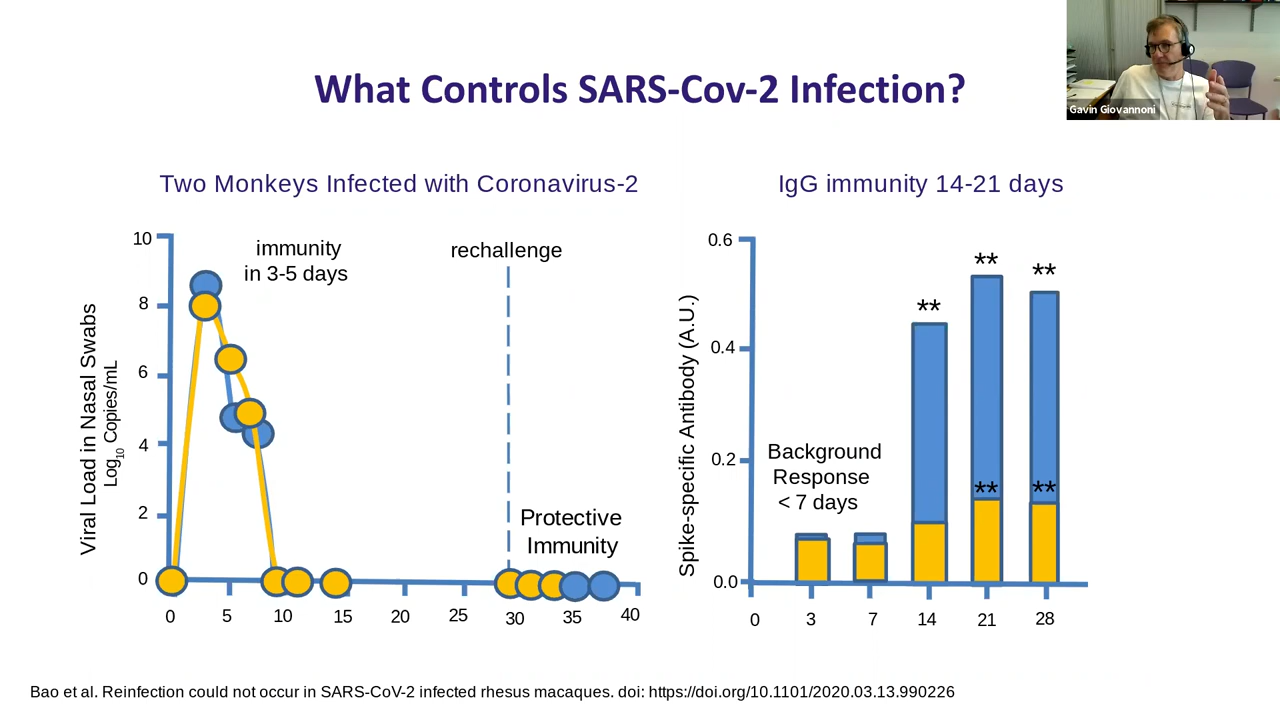 What Controls SARS-Cov-2 Infection?
Gavin Giovannoni
Two Monkeys Infected with Coronavirus-2
IgG immunity 14-21 days
Viral Load in Nasal Swabs
Log10 Copies/mL
10
8
6
4
2
0
immunity
in 3-5 days
rechallenge
Protective
Immunity
0 5 10 15 20 25 30 35 40
Spike-specific Antibody (A.U.)
0.6
0.4
0.2
0.0
** ** **
** **
Background
Response
< 7 days
0 3 7 14 21 28
Bao et al. Reinfection could not occur in SARS-CoV-2 infected rhesus macaques. doi: https://doi.org/10.1101/2020.03.13.990226